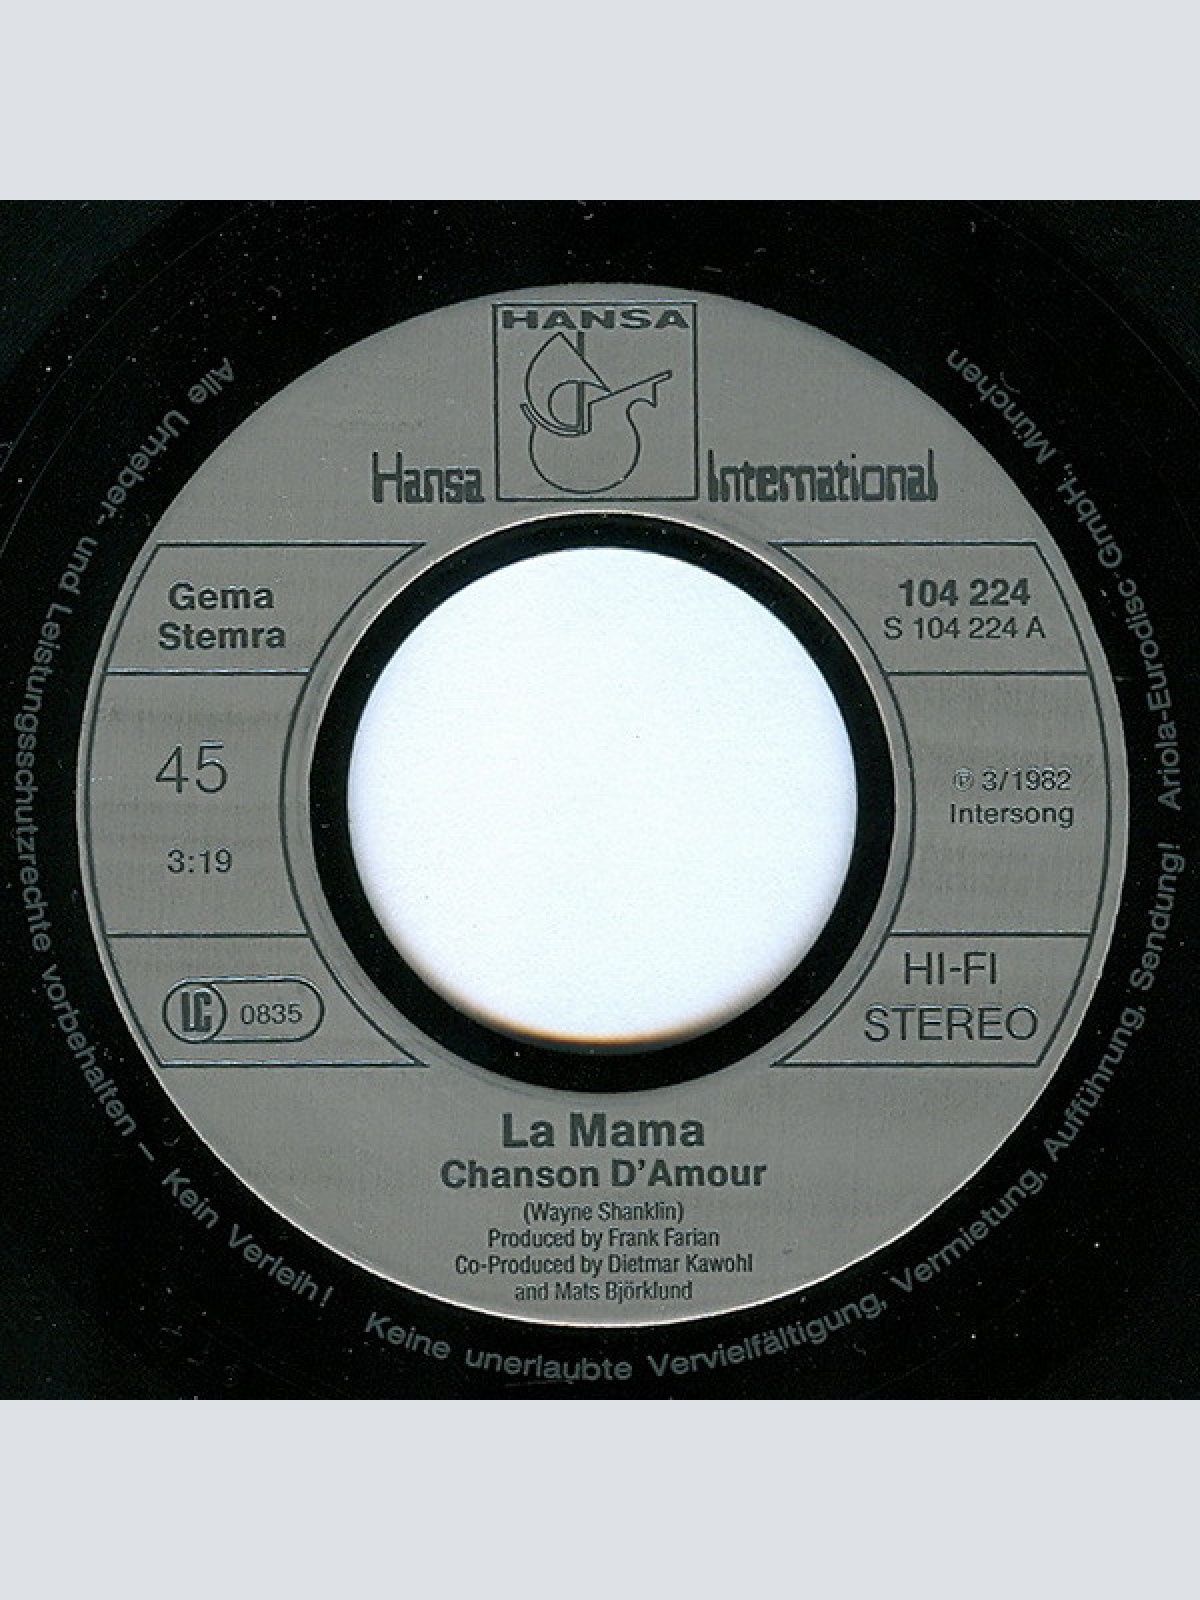 HANSA
Hansa International
Gema
Stemra
104 224
S 104 224 A
45
3:19
℗ 3/1982
Intersong
LC 0835
HI-FI
STEREO
La Mama
Chanson D'Amour
(Wayne Shanklin)
Produced by Frank Farian
Co-Produced by Dietmar Kawohl
and Mats Björklund
Alle Urheber- und Leistungsschutzrechte vorbehalten – Kein Verleih! Keine unerlaubte Vervielfältigung, Vermietung, Aufführung, Sendung! Ariola-Eurodisc GmbH., München